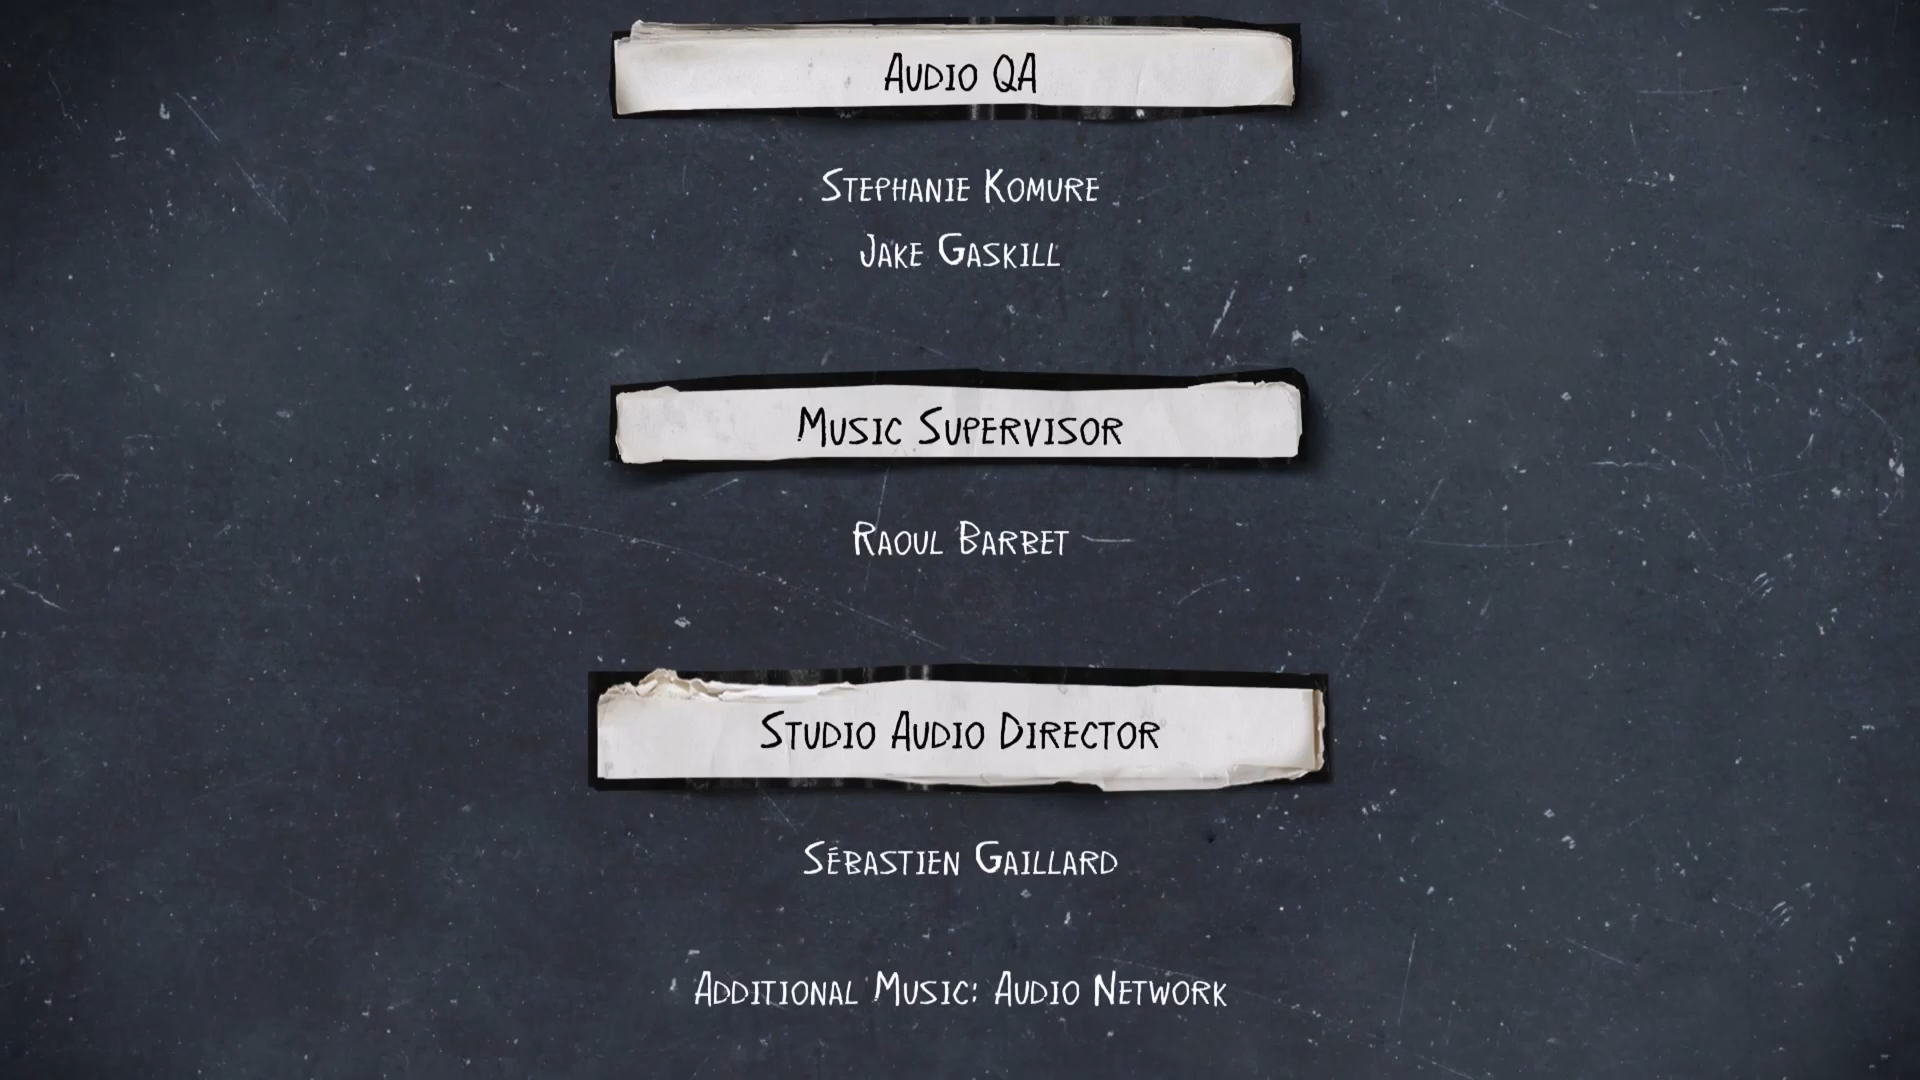 Audio QA
Stephanie Komure
Jake Gaskill
Music Supervisor
Raoul Barbet
Studio Audio Director
Sébastien Gaillard
Additional Music: Audio Network